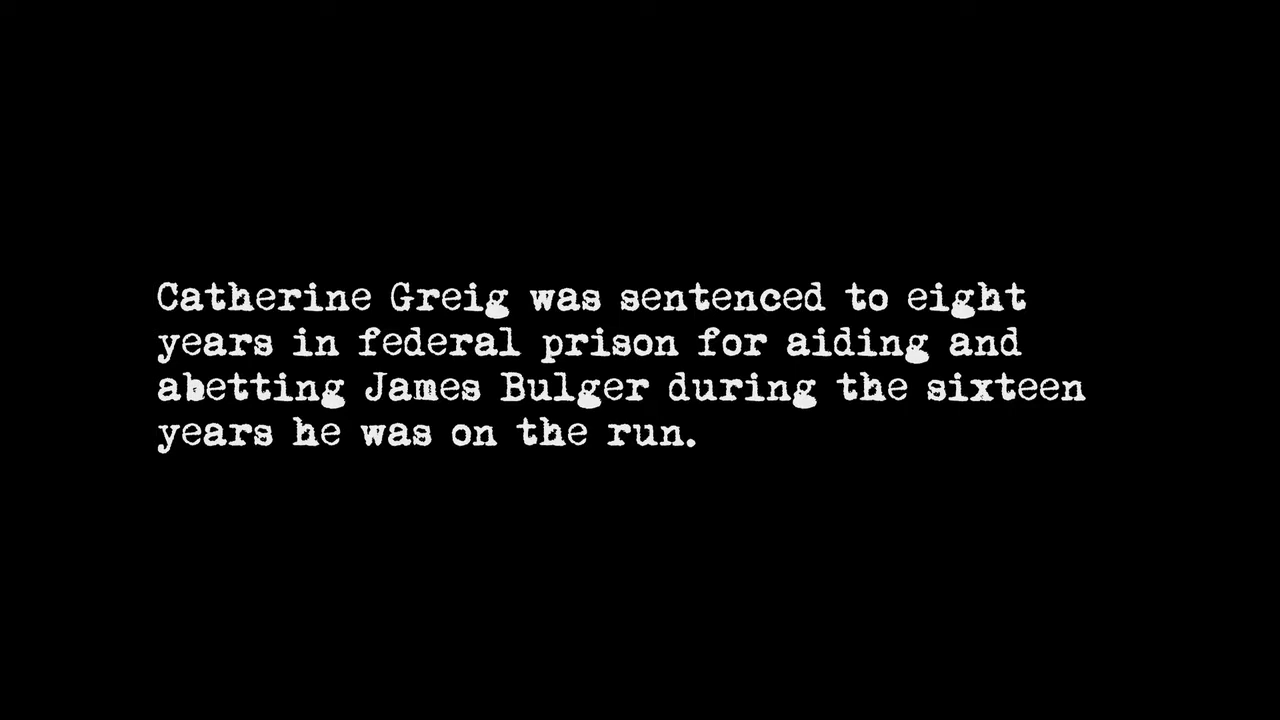 Catherine Greig was sentenced to eight
years in federal prison for aiding and
abetting James Bulger during the sixteen
years he was on the run.